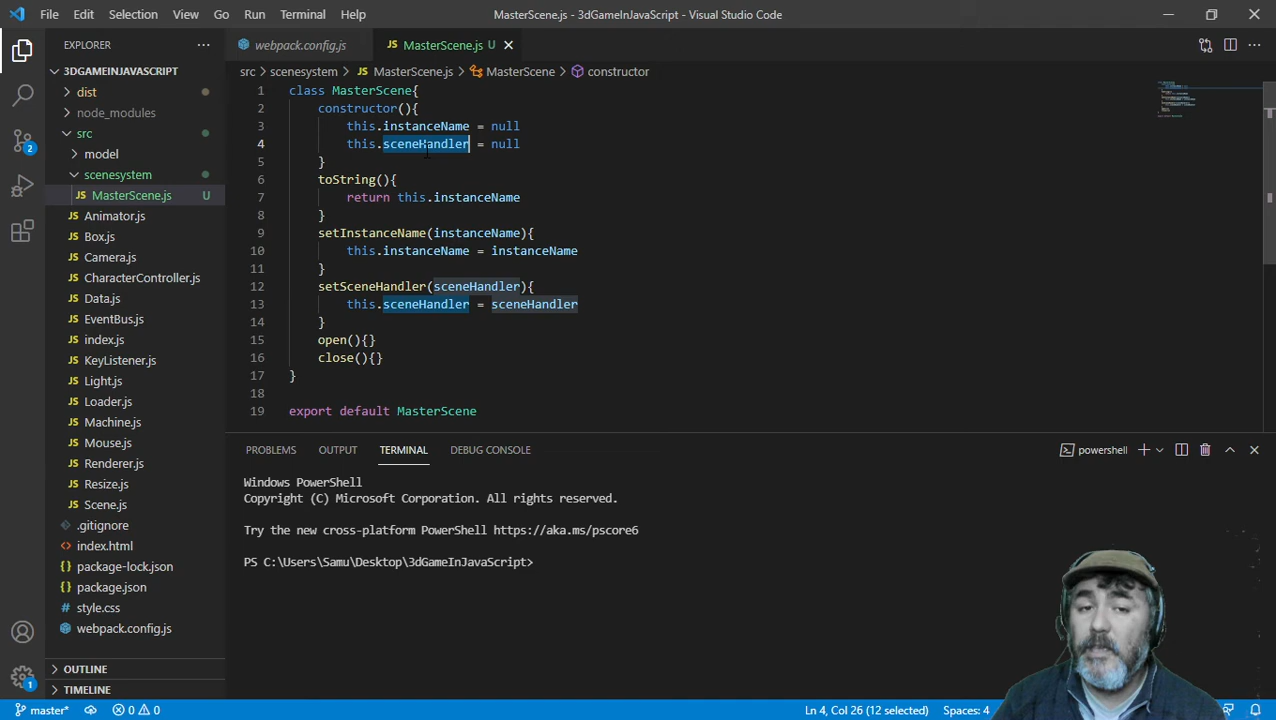 File Edit Selection View Go Run Terminal Help MasterScene.js - 3dGameInJavaScript - Visual Studio Code
EXPLORER
webpack.config.js
JS MasterScene.js U
3DGAMEINJAVASCRIPT
dist
node_modules
src
model
scenesystem
JS MasterScene.js U
JS Animator.js
JS Box.js
JS Camera.js
JS CharacterController.js
JS Data.js
JS EventBus.js
JS index.js
JS KeyListener.js
JS Light.js
JS Loader.js
JS Machine.js
JS Mouse.js
JS Renderer.js
JS Resize.js
JS Scene.js
.gitignore
index.html
package-lock.json
package.json
style.css
webpack.config.js
OUTLINE
TIMELINE
2
1
src > scenesystem > JS MasterScene.js > MasterScene > constructor
1 class MasterScene{
2 constructor(){
3 this.instanceName = null
4 this.sceneHandler = null
5 }
6 toString(){
7 return this.instanceName
8 }
9 setInstanceName(instanceName){
10 this.instanceName = instanceName
11 }
12 setSceneHandler(sceneHandler){
13 this.sceneHandler = sceneHandler
14 }
15 open(){}
16 close(){}
17 }
18
19 export default MasterScene
PROBLEMS OUTPUT TERMINAL DEBUG CONSOLE powershell
Windows PowerShell
Copyright (C) Microsoft Corporation. All rights reserved.
Try the new cross-platform PowerShell https://aka.ms/pscore6
PS C:\Users\Samu\Desktop\3dGameInJavaScript>
master* 0 0 Ln 4, Col 26 (12 selected) Spaces: 4